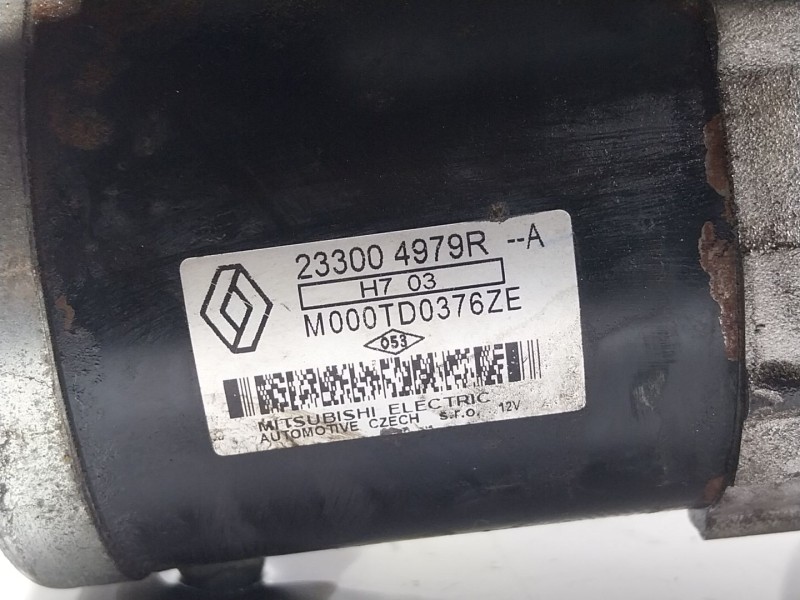 23300 4979R --A
H7 03
M000TD0376ZE
053
MITSUBISHI ELECTRIC
AUTOMOTIVE CZECH s.r.o. 12V